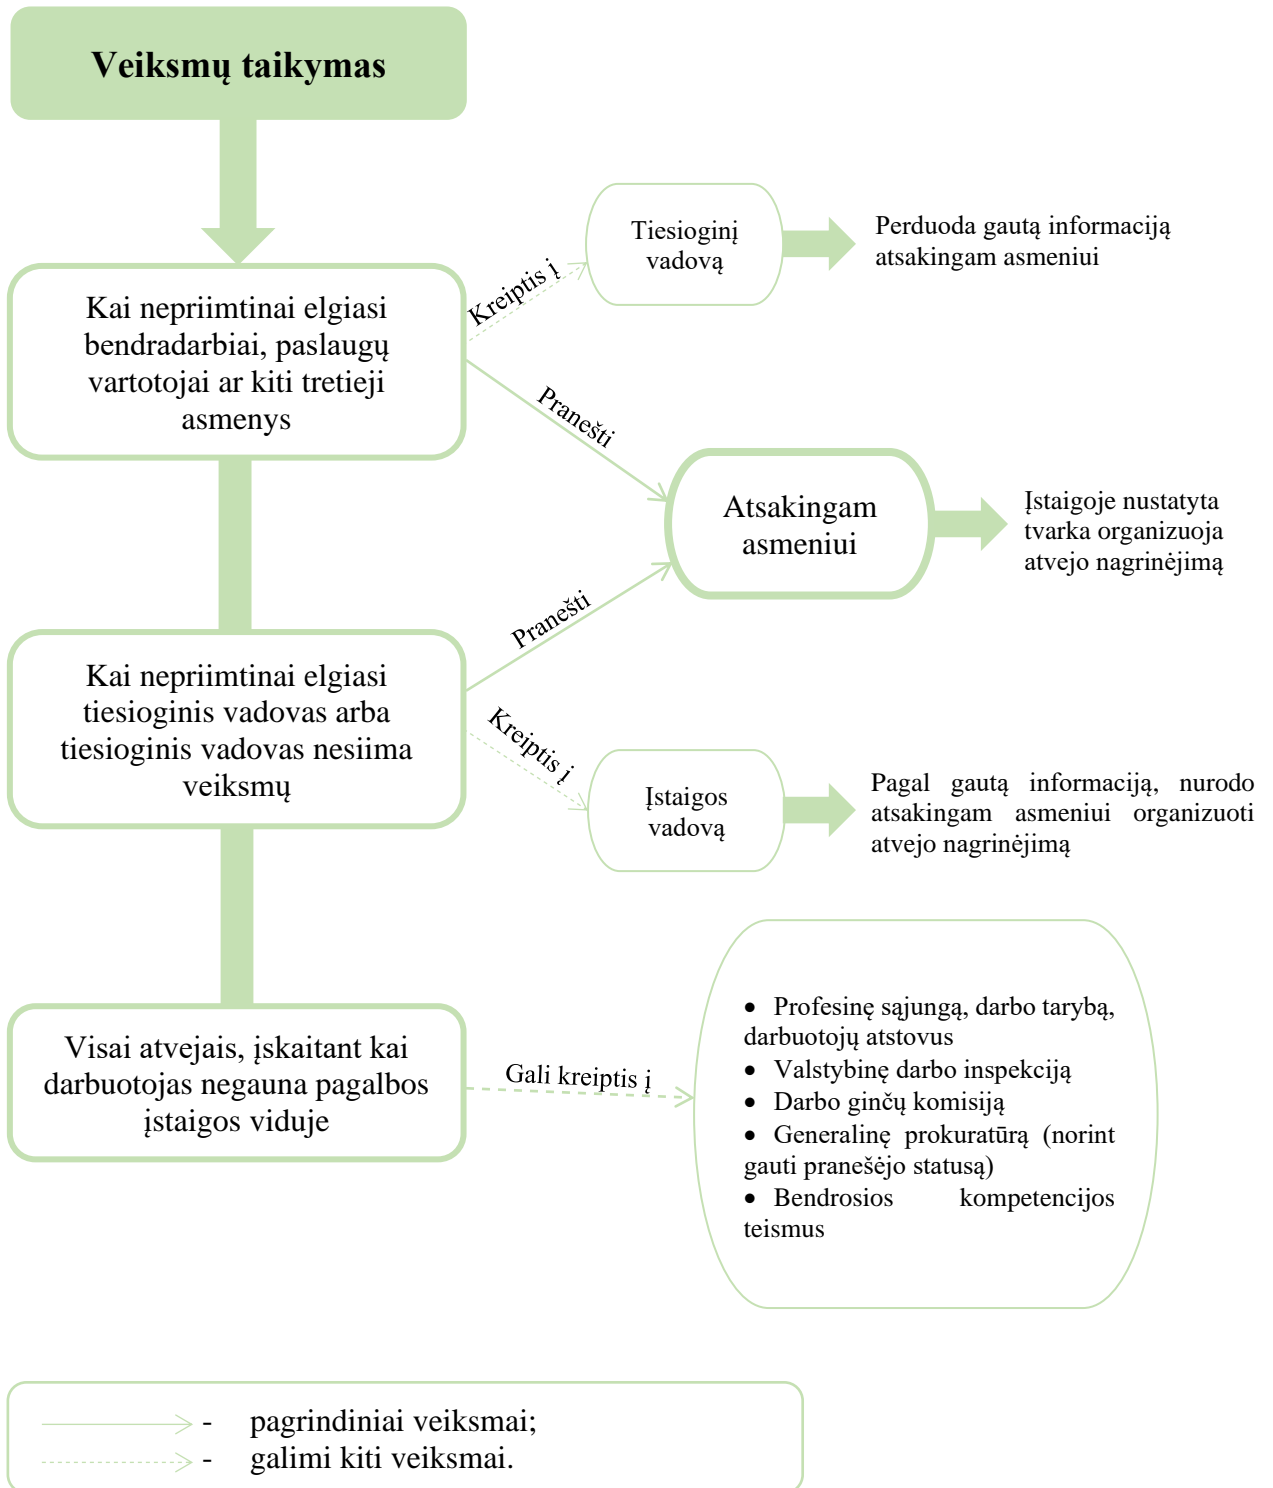 Veiksmų taikymas
Kai nepriimtinai elgiasi
bendradarbiai, paslaugų
vartotojai ar kiti tretieji
asmenys
Kreiptis į
Tiesioginį
vadovą
Perduoda gautą informaciją
atsakingam asmeniui
Pranešti
Atsakingam
asmeniui
Įstaigoje nustatyta
tvarka organizuoja
atvejo nagrinėjimą
Pranešti
Kai nepriimtinai elgiasi
tiesioginis vadovas arba
tiesioginis vadovas nesiima
veiksmų
Kreiptis į
Įstaigos
vadovą
Pagal gautą informaciją, nurodo
atsakingam asmeniui organizuoti
atvejo nagrinėjimą
Visai atvejais, įskaitant kai
darbuotojas negauna pagalbos
įstaigos viduje
Gali kreiptis į
• Profesinę sąjungą, darbo tarybą,
darbuotojų atstovus
• Valstybinę darbo inspekciją
• Darbo ginčų komisiją
• Generalinę prokuratūrą (norint
gauti pranešėjo statusą)
• Bendrosios kompetencijos
teismus
- pagrindiniai veiksmai;
- galimi kiti veiksmai.